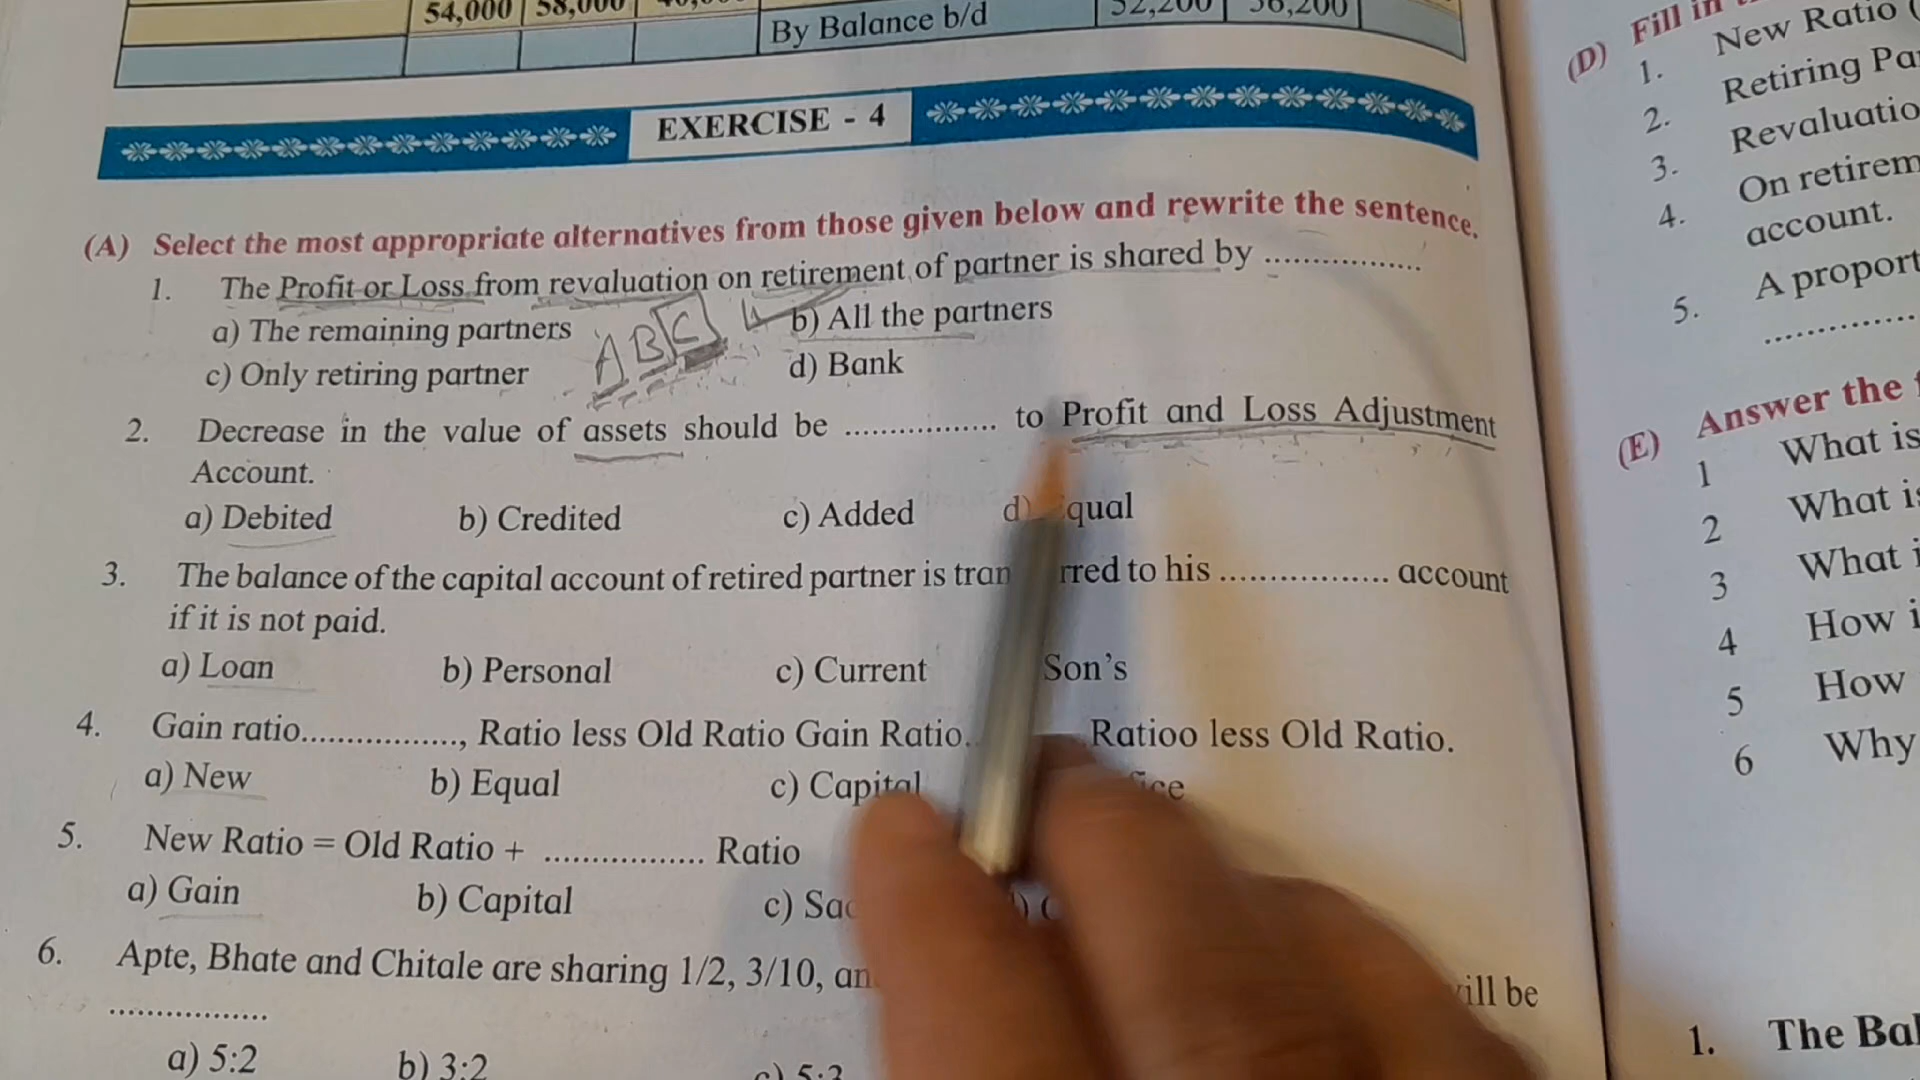 54,000 58,000
By Balance b/d 52,200 56,200
EXERCISE - 4
(A) Select the most appropriate alternatives from those given below and rewrite the sentence.
1. The Profit or Loss from revaluation on retirement of partner is shared by .................
a) The remaining partners b) All the partners
A B C
c) Only retiring partner d) Bank
2. Decrease in the value of assets should be ................. to Profit and Loss Adjustment
Account.
a) Debited b) Credited c) Added d) qual
3. The balance of the capital account of retired partner is tran rred to his ................. account
if it is not paid.
a) Loan b) Personal c) Current Son's
4. Gain ratio................., Ratio less Old Ratio Gain Ratio. Ratioo less Old Ratio.
a) New b) Equal c) Capital
5. New Ratio = Old Ratio + ................. Ratio
a) Gain b) Capital c)
6. Apte, Bhate and Chitale are sharing 1/2, 3/10, ill be
.................
a) 5:2 b) 3:2 c) 5:3
(D) Fill in
1. New Ratio
2. Retiring
3.
4. On
account.
5. A
.............
(E) Answer the
1 What is
2 What
3 What
4 How
5 How
6 Why
1. The